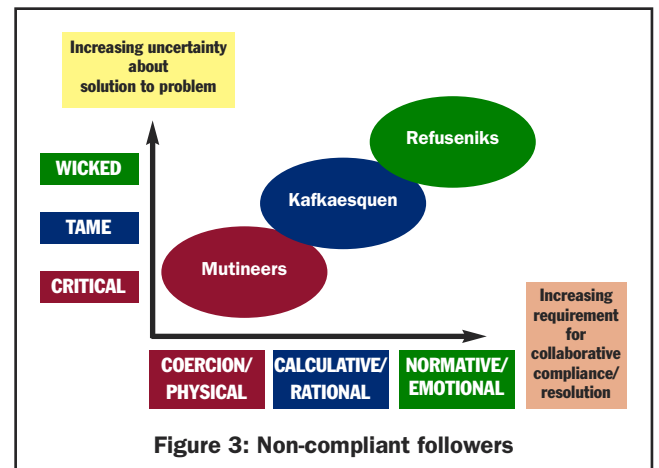 Increasing uncertainty
about
solution to problem
Refuseniks
WICKED
Kafkaesquen
TAME
Mutineers
CRITICAL
Increasing
requirement
for
collaborative
compliance/
resolution
COERCION/
PHYSICAL
CALCULATIVE/
RATIONAL
NORMATIVE/
EMOTIONAL
Figure 3: Non-compliant followers